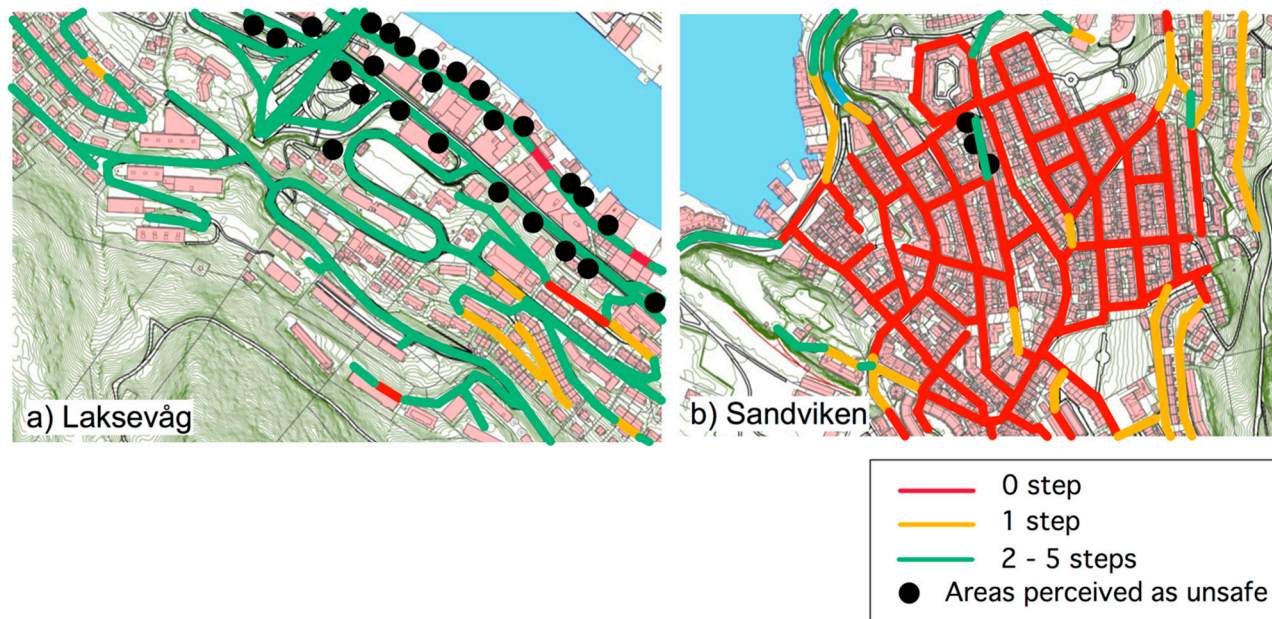 a) Laksevåg
b) Sandviken
0 step
1 step
2 - 5 steps
Areas perceived as unsafe